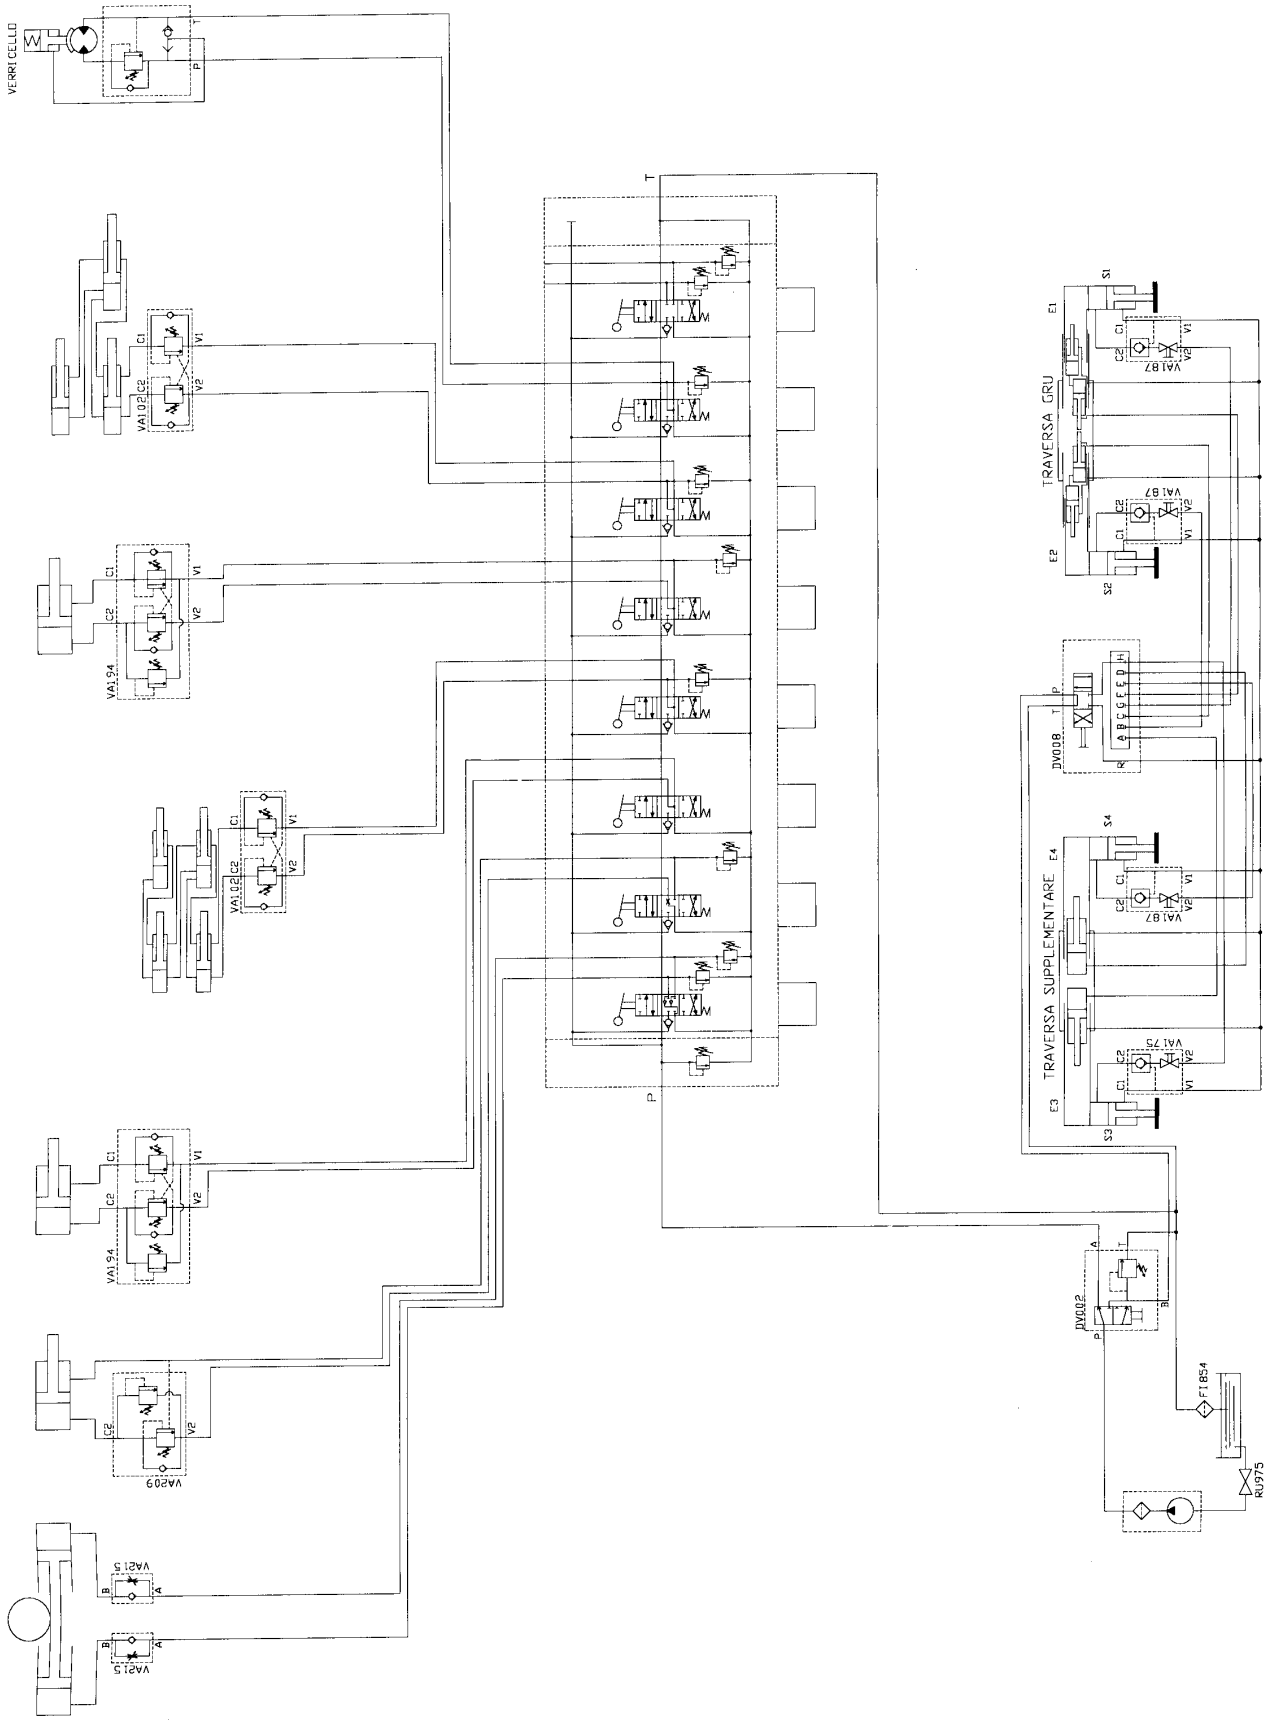 VERRICELLO
T
P
VA102
C2
C1
V2
V1
VA194
C2
C1
V2
V1
VA102
C2
C1
V2
V1
VA194
C2
C1
V2
V1
VA209
C2
V2
VA215
B
A
VA215
B
A
T
P
TRAVERSA GRU
E1
S1
C2
C1
VA187
V2
V1
E2
S2
C1
C2
VA187
V1
V2
DV008
T
P
R
A B C G F E D H
TRAVERSA SUPPLEMENTARE
E4
S4
C2
C1
VA187
V2
V1
E3
S3
C1
C2
VA175
V1
V2
DV002
P
A
T
B
FI854
RU975